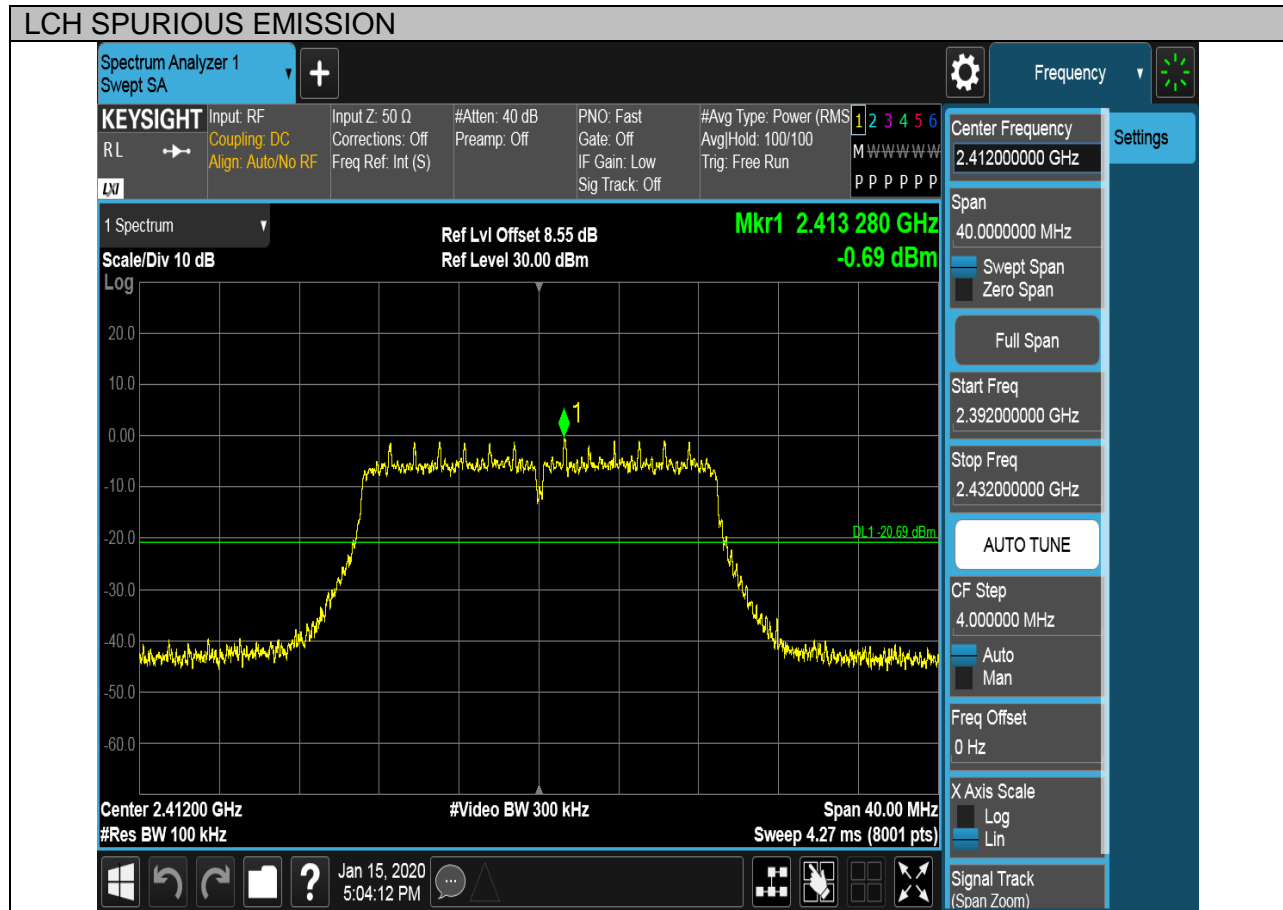 LCH SPURIOUS EMISSION
Spectrum Analyzer 1
Swept SA
+
Frequency
KEYSIGHT
RL
LXI
Input: RF
Coupling: DC
Align: Auto/No RF
Input Z: 50 Ω
Corrections: Off
Freq Ref: Int (S)
#Atten: 40 dB
Preamp: Off
PNO: Fast
Gate: Off
IF Gain: Low
Sig Track: Off
#Avg Type: Power (RMS
Avg|Hold: 100/100
Trig: Free Run
1 2 3 4 5 6
M W W W W W
P P P P P P
1 Spectrum
Scale/Div 10 dB
Ref Lvl Offset 8.55 dB
Ref Level 30.00 dBm
Mkr1 2.413 280 GHz
-0.69 dBm
Log
20.0
10.0
0.00
-10.0
-20.0
-30.0
-40.0
-50.0
-60.0
1
DL1 -20.69 dBm
Center 2.41200 GHz
#Res BW 100 kHz
#Video BW 300 kHz
Span 40.00 MHz
Sweep 4.27 ms (8001 pts)
Center Frequency
2.412000000 GHz
Settings
Span
40.0000000 MHz
Swept Span
Zero Span
Full Span
Start Freq
2.392000000 GHz
Stop Freq
2.432000000 GHz
AUTO TUNE
CF Step
4.000000 MHz
Auto
Man
Freq Offset
0 Hz
X Axis Scale
Log
Lin
Signal Track
(Span Zoom)
?
Jan 15, 2020
5:04:12 PM